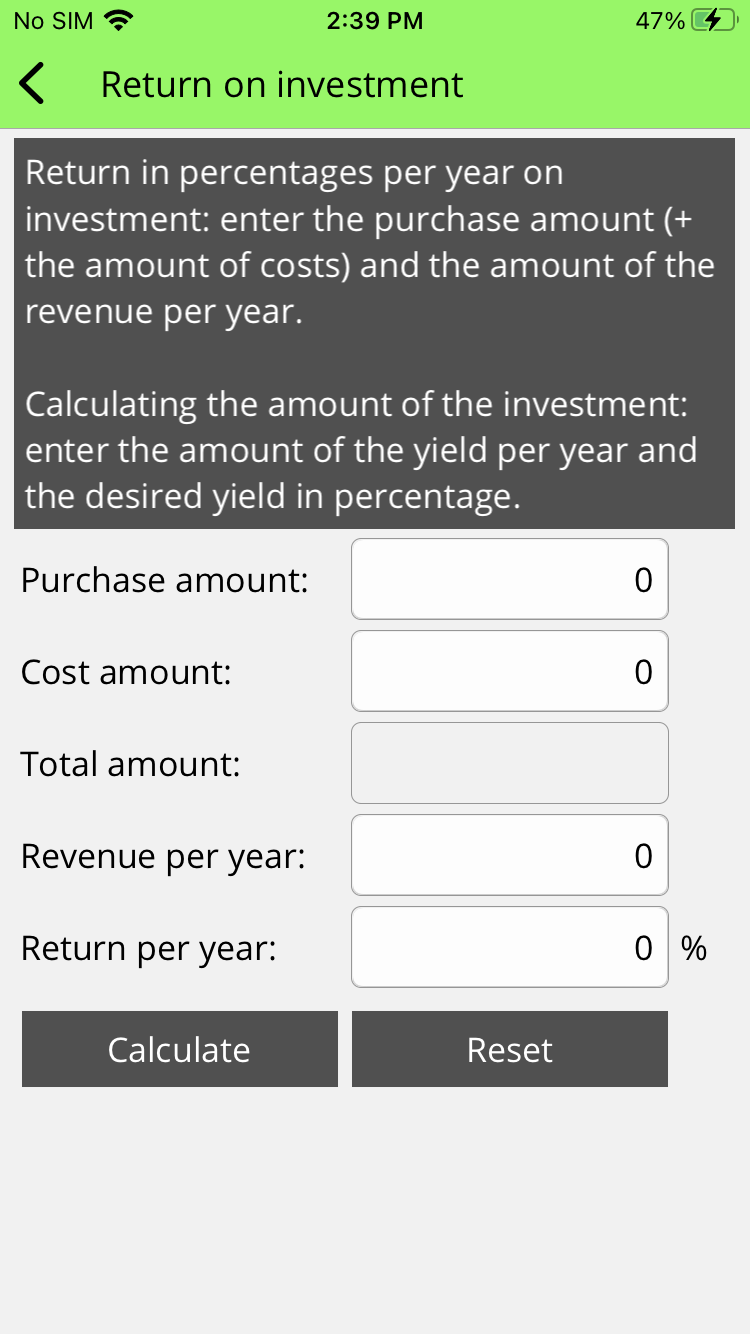 No SIM 2:39 PM 47%
Return on investment
Return in percentages per year on
investment: enter the purchase amount (+
the amount of costs) and the amount of the
revenue per year.
Calculating the amount of the investment:
enter the amount of the yield per year and
the desired yield in percentage.
Purchase amount: 0
Cost amount: 0
Total amount:
Revenue per year: 0
Return per year: 0 %
Calculate Reset